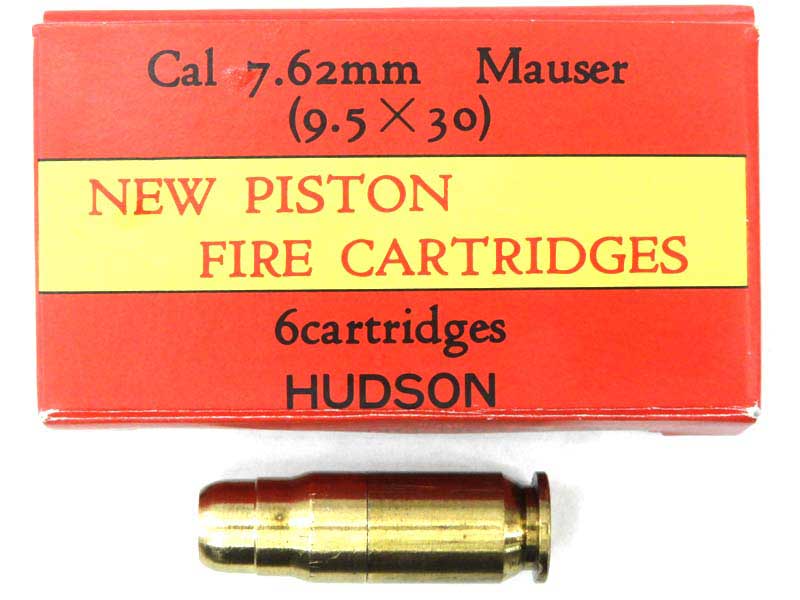 Cal 7.62mm Mauser
(9.5×30)
NEW PISTON
FIRE CARTRIDGES
6cartridges
HUDSON